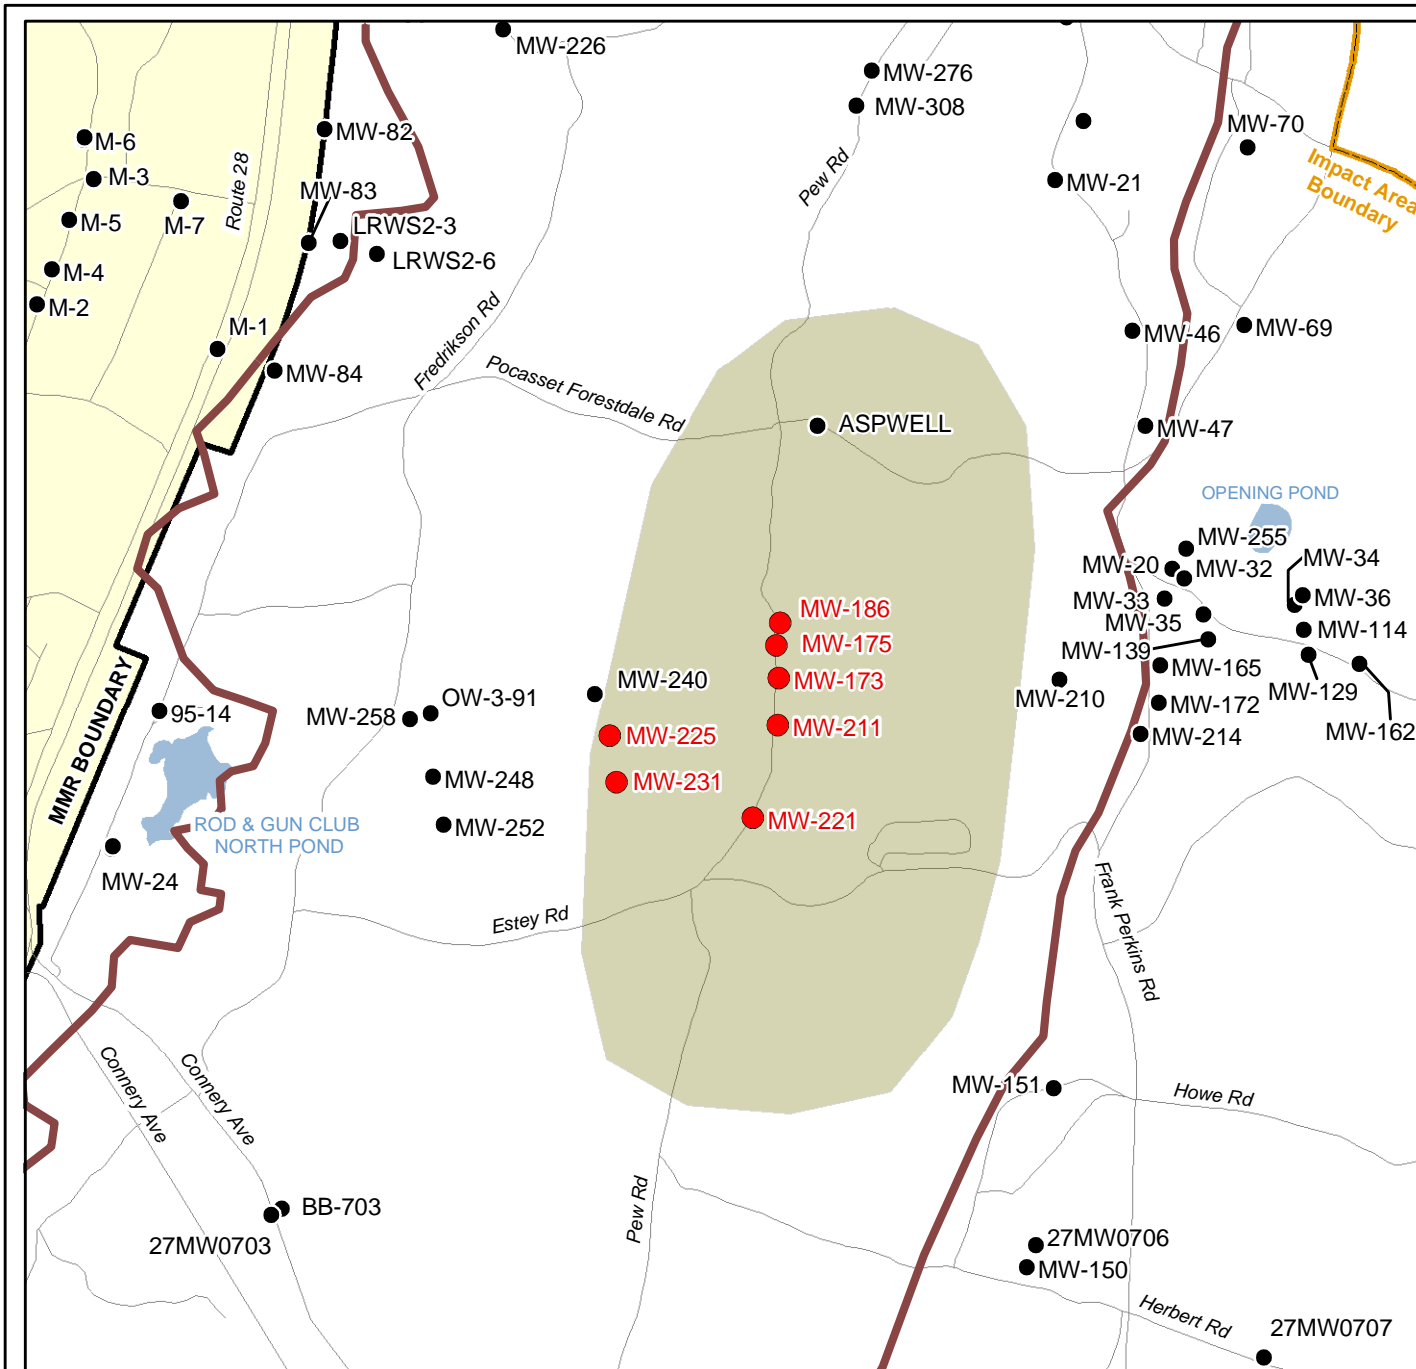 MW-226
MW-276
MW-308
MW-82
M-6
M-3
M-5
M-7
Route 28
MW-83
LRWS2-3
LRWS2-6
M-4
M-2
M-1
MW-84
Pew Rd
MW-21
MW-70
Impact Area
Boundary
Fredrikson Rd
Pocasset Forestdale Rd
ASPWELL
MW-46
MW-69
MW-47
OPENING POND
MW-255
MW-20
MW-32
MW-34
MW-33
MW-36
MW-35
MW-114
MW-139
MW-165
MW-129
MW-210
MW-172
MW-162
MW-214
MW-186
MW-175
MW-173
MW-211
MW-240
MW-225
MW-231
MW-221
OW-3-91
MW-258
MW-248
MW-252
95-14
MMR BOUNDARY
ROD & GUN CLUB
NORTH POND
MW-24
Estey Rd
Frank Perkins Rd
Connery Ave
Connery Ave
MW-151
Howe Rd
BB-703
27MW0703
Pew Rd
27MW0706
MW-150
Herbert Rd
27MW0707